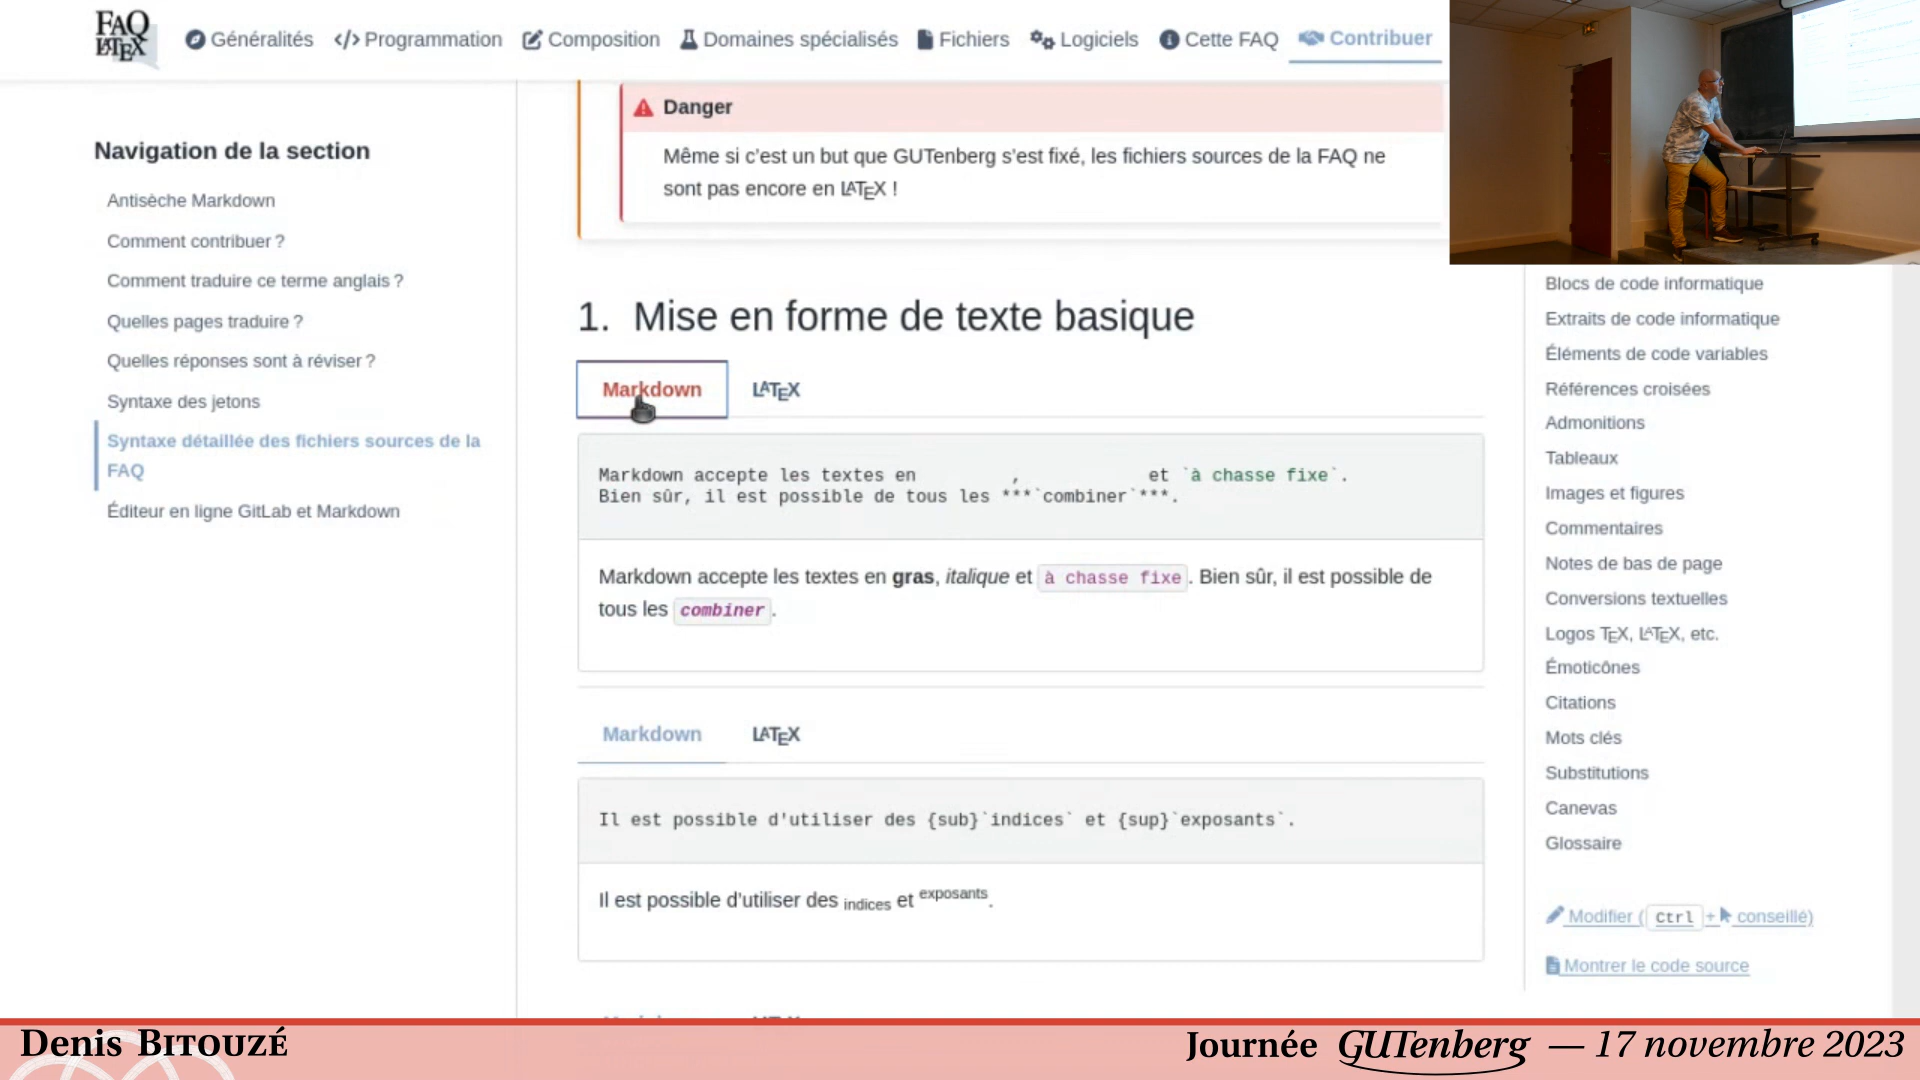 FAQ
LATEX
Généralités
</> Programmation
Composition
Domaines spécialisés
Fichiers
Logiciels
Cette FAQ
Contribuer
Navigation de la section
Antisèche Markdown
Comment contribuer ?
Comment traduire ce terme anglais ?
Quelles pages traduire ?
Quelles réponses sont à réviser ?
Syntaxe des jetons
Syntaxe détaillée des fichiers sources de la
FAQ
Éditeur en ligne GitLab et Markdown
Danger
Même si c'est un but que GUTenberg s'est fixé, les fichiers sources de la FAQ ne
sont pas encore en LATEX !
1. Mise en forme de texte basique
Markdown LATEX
Markdown accepte les textes en , et `à chasse fixe`.
Bien sûr, il est possible de tous les ***`combiner`***.
Markdown accepte les textes en gras, italique et à chasse fixe. Bien sûr, il est possible de
tous les combiner.
Markdown LATEX
Il est possible d'utiliser des {sub}`indices` et {sup}`exposants`.
Il est possible d'utiliser des indices et exposants.
Blocs de code informatique
Extraits de code informatique
Éléments de code variables
Références croisées
Admonitions
Tableaux
Images et figures
Commentaires
Notes de bas de page
Conversions textuelles
Logos TEX, LATEX, etc.
Émoticônes
Citations
Mots clés
Substitutions
Canevas
Glossaire
Modifier ( Ctrl + conseillé)
Montrer le code source
Denis BITOUZÉ
Journée GUTenberg — 17 novembre 2023